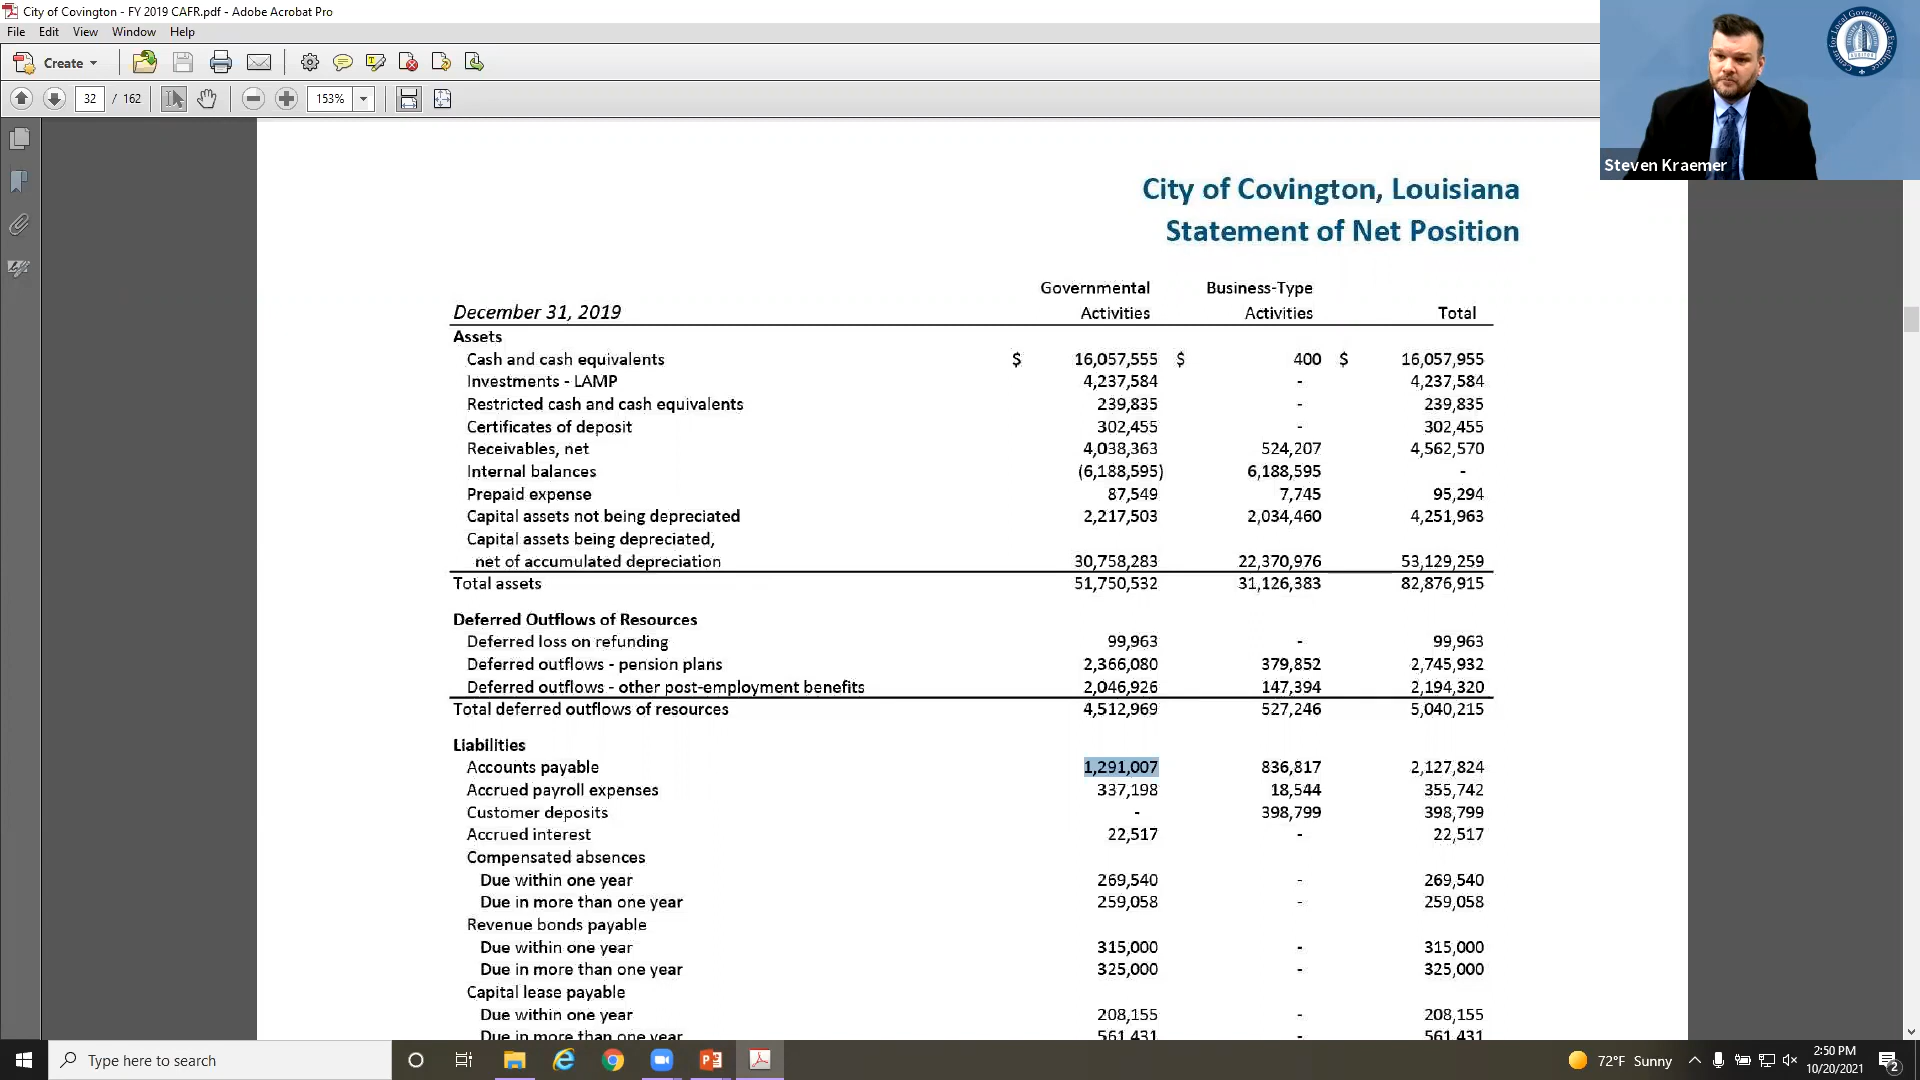 City of Covington - FY 2019 CAFR.pdf - Adobe Acrobat Pro
File Edit View Window Help
Create
32 / 162 153%
Steven Kraemer
City of Covington, Louisiana
Statement of Net Position
Governmental Business-Type
December 31, 2019 Activities Activities Total
Assets
Cash and cash equivalents $ 16,057,555 $ 400 $ 16,057,955
Investments - LAMP 4,237,584 - 4,237,584
Restricted cash and cash equivalents 239,835 - 239,835
Certificates of deposit 302,455 - 302,455
Receivables, net 4,038,363 524,207 4,562,570
Internal balances (6,188,595) 6,188,595 -
Prepaid expense 87,549 7,745 95,294
Capital assets not being depreciated 2,217,503 2,034,460 4,251,963
Capital assets being depreciated,
net of accumulated depreciation 30,758,283 22,370,976 53,129,259
Total assets 51,750,532 31,126,383 82,876,915
Deferred Outflows of Resources
Deferred loss on refunding 99,963 - 99,963
Deferred outflows - pension plans 2,366,080 379,852 2,745,932
Deferred outflows - other post-employment benefits 2,046,926 147,394 2,194,320
Total deferred outflows of resources 4,512,969 527,246 5,040,215
Liabilities
Accounts payable 1,291,007 836,817 2,127,824
Accrued payroll expenses 337,198 18,544 355,742
Customer deposits - 398,799 398,799
Accrued interest 22,517 - 22,517
Compensated absences
Due within one year 269,540 - 269,540
Due in more than one year 259,058 - 259,058
Revenue bonds payable
Due within one year 315,000 - 315,000
Due in more than one year 325,000 - 325,000
Capital lease payable
Due within one year 208,155 - 208,155
Due in more than one year 561,431 - 561,431
Type here to search
72°F Sunny
2:50 PM
10/20/2021
2